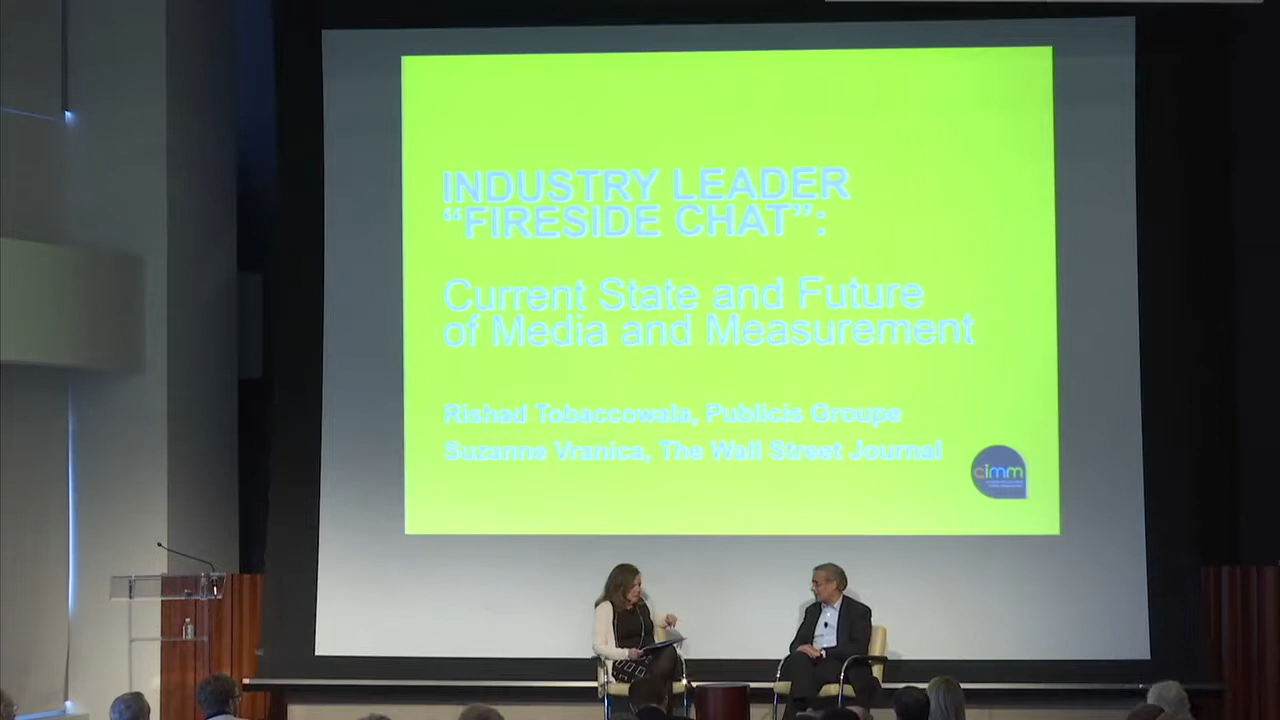 INDUSTRY LEADER
“FIRESIDE CHAT”:
Current State and Future
of Media and Measurement
Rishad Tobaccowala, Publicis Groupe
Suzanne Vranica, The Wall Street Journal
cimm